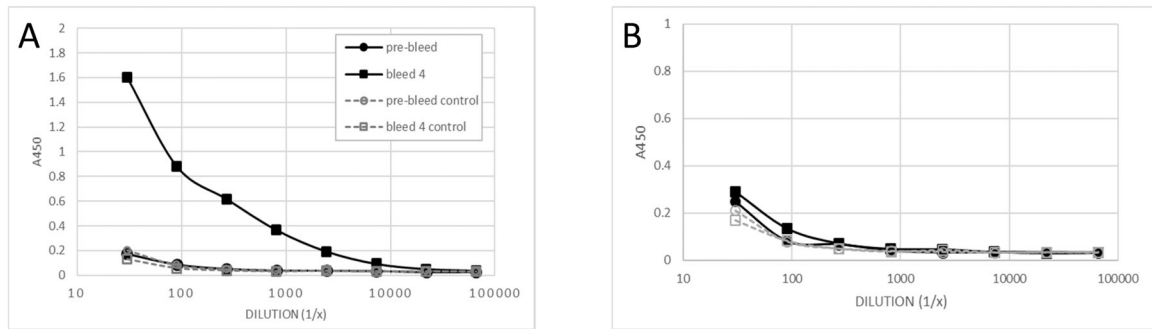 A
2
1.8
1.6
1.4
1.2
1
0.8
0.6
0.4
0.2
0
A450
10 100 1000 10000 100000
DILUTION (1/x)
pre-bleed
bleed 4
pre-bleed control
bleed 4 control
B
1
0.8
0.6
0.4
0.2
0
A450
10 100 1000 10000 100000
DILUTION (1/x)